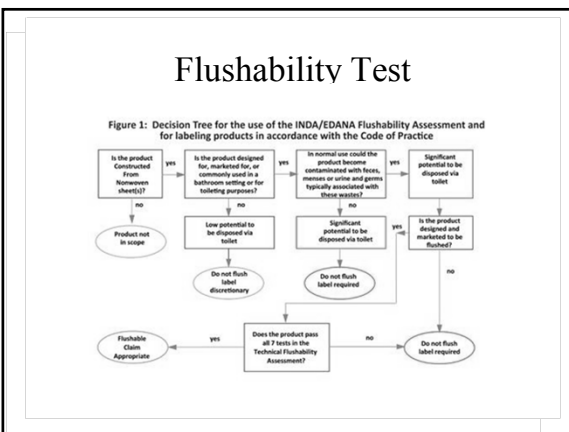 Flushability Test
Figure 1: Decision Tree for the use of the INDA/EDANA Flushability Assessment and
for labeling products in accordance with the Code of Practice
Is the product
Constructed
From
Nonwoven
sheet(s)?
yes
Is the product designed
for, marketed for, or
commonly used in a
bathroom setting or for
toileting purposes?
yes
In normal use could the
product become
contaminated with feces,
menses or urine and germs
typically associated with
these wastes?
yes
Significant
potential to be
disposed via
toilet
no
no
no
Product not
in scope
Low potential to
be disposed via
toilet
Significant
potential to be
disposed via toilet
yes
Is the product
designed and
marketed to be
flushed?
Do not flush
label
discretionary
Do not flush
label required
no
Flushable
Claim
Appropriate
yes
Does the product pass
all 7 tests in the
Technical Flushability
Assessment?
no
Do not flush
label required